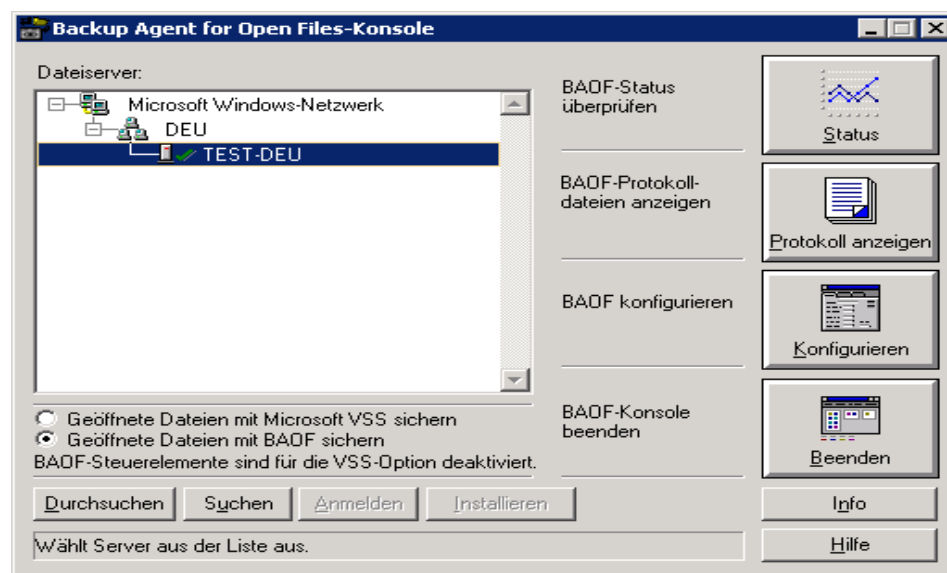 Backup Agent for Open Files-Konsole
Dateiserver:
Microsoft Windows-Netzwerk
DEU
TEST-DEU
BAOF-Status
überprüfen
Status
BAOF-Protokoll-
dateien anzeigen
Protokoll anzeigen
BAOF konfigurieren
Konfigurieren
Geöffnete Dateien mit Microsoft VSS sichern
Geöffnete Dateien mit BAOF sichern
BAOF-Steuerelemente sind für die VSS-Option deaktiviert.
BAOF-Konsole
beenden
Beenden
Durchsuchen
Suchen
Anmelden
Installieren
Info
Wählt Server aus der Liste aus.
Hilfe